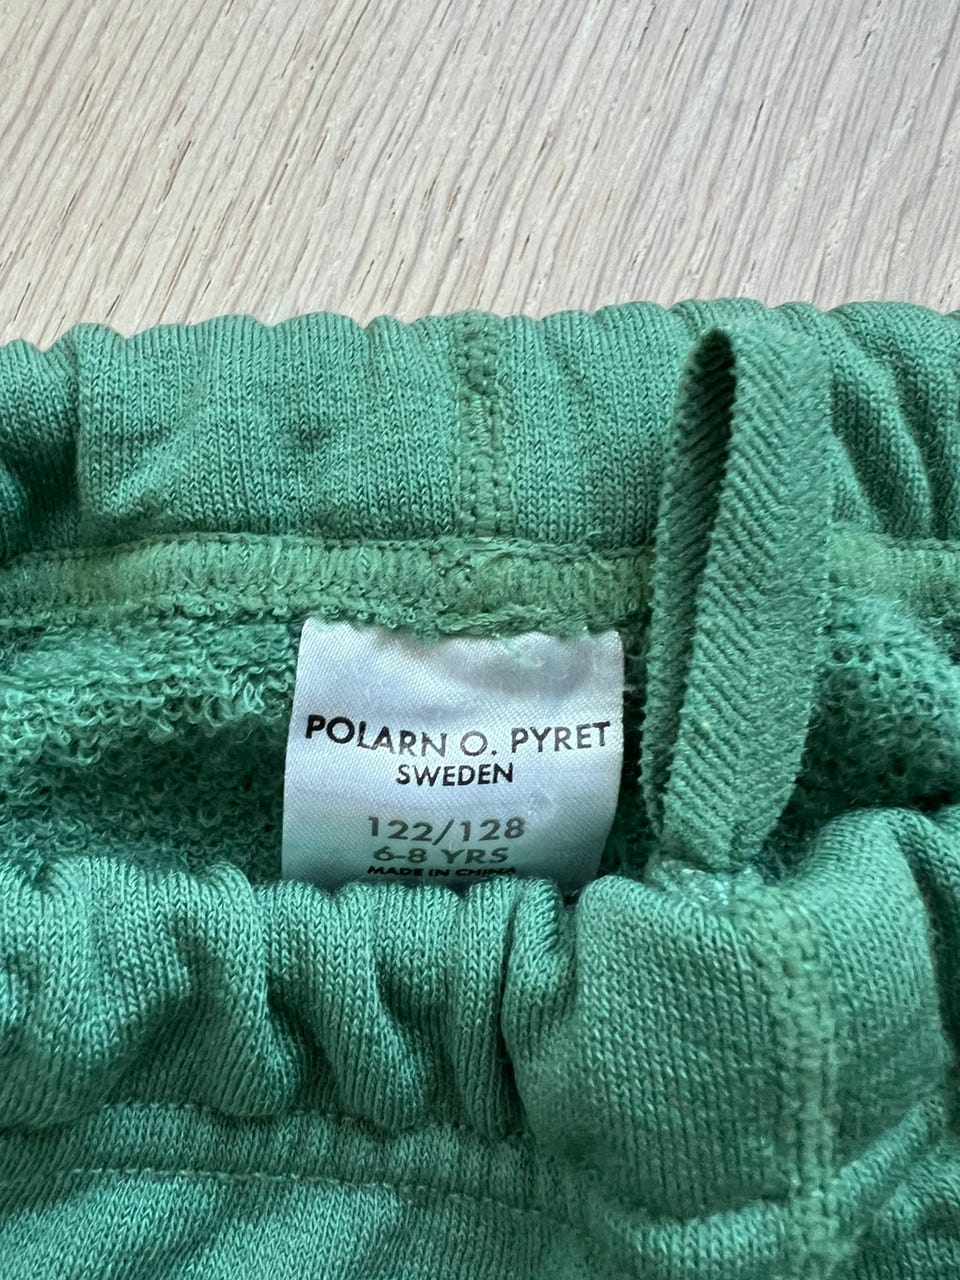 POLARN O. PYRET
SWEDEN
122/128
6-8 YRS
MADE IN CHINA